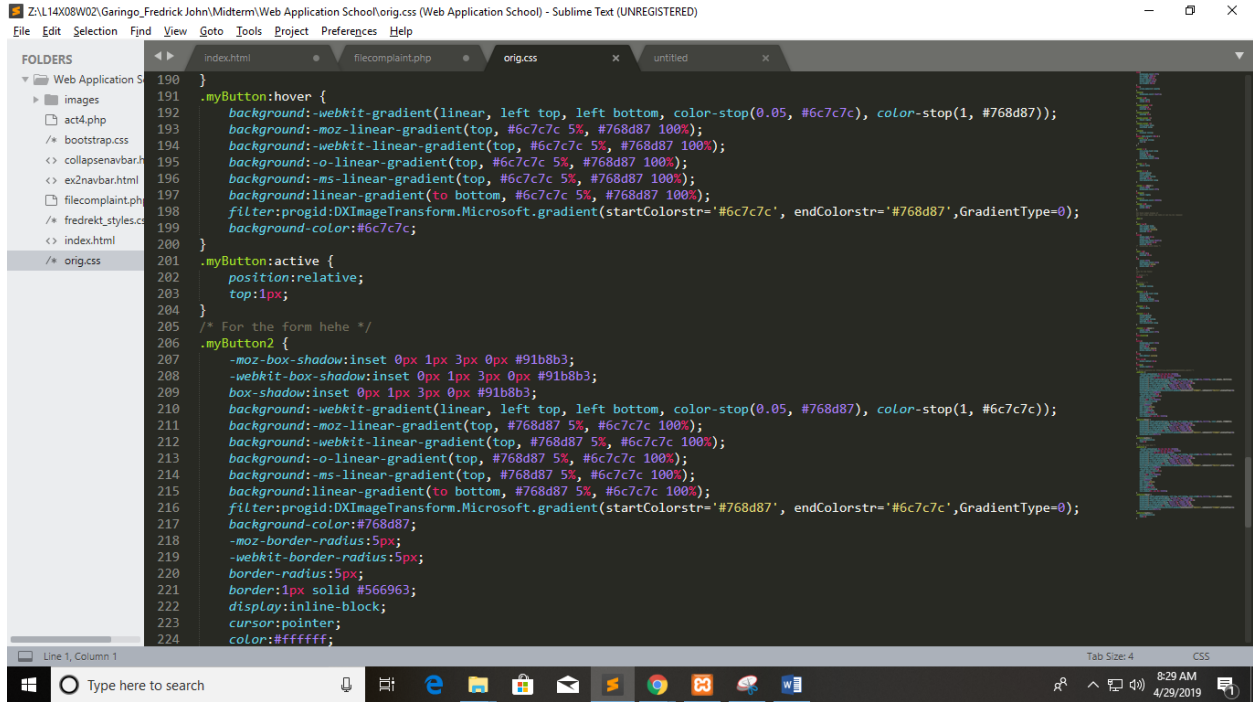 Z:\L14X08W02\Garingo_Fredrick John\Midterm\Web Application School\orig.css (Web Application School) - Sublime Text (UNREGISTERED)
File Edit Selection Find View Goto Tools Project Preferences Help
FOLDERS
Web Application S
images
act4.php
/* bootstrap.css
<> collapsenavbar.h
<> ex2navbar.html
filecomplaint.php
/* fredrekt_styles.cs
<> index.html
/* orig.css
index.html
filecomplaint.php
orig.css
untitled
190 }
191 .myButton:hover {
192 background:-webkit-gradient(linear, left top, left bottom, color-stop(0.05, #6c7c7c), color-stop(1, #768d87));
193 background:-moz-linear-gradient(top, #6c7c7c 5%, #768d87 100%);
194 background:-webkit-linear-gradient(top, #6c7c7c 5%, #768d87 100%);
195 background:-o-linear-gradient(top, #6c7c7c 5%, #768d87 100%);
196 background:-ms-linear-gradient(top, #6c7c7c 5%, #768d87 100%);
197 background:linear-gradient(to bottom, #6c7c7c 5%, #768d87 100%);
198 filter:progid:DXImageTransform.Microsoft.gradient(startColorstr='#6c7c7c', endColorstr='#768d87',GradientType=0);
199 background-color:#6c7c7c;
200 }
201 .myButton:active {
202 position:relative;
203 top:1px;
204 }
205 /* For the form hehe */
206 .myButton2 {
207 -moz-box-shadow:inset 0px 1px 3px 0px #91b8b3;
208 -webkit-box-shadow:inset 0px 1px 3px 0px #91b8b3;
209 box-shadow:inset 0px 1px 3px 0px #91b8b3;
210 background:-webkit-gradient(linear, left top, left bottom, color-stop(0.05, #768d87), color-stop(1, #6c7c7c));
211 background:-moz-linear-gradient(top, #768d87 5%, #6c7c7c 100%);
212 background:-webkit-linear-gradient(top, #768d87 5%, #6c7c7c 100%);
213 background:-o-linear-gradient(top, #768d87 5%, #6c7c7c 100%);
214 background:-ms-linear-gradient(top, #768d87 5%, #6c7c7c 100%);
215 background:linear-gradient(to bottom, #768d87 5%, #6c7c7c 100%);
216 filter:progid:DXImageTransform.Microsoft.gradient(startColorstr='#768d87', endColorstr='#6c7c7c',GradientType=0);
217 background-color:#768d87;
218 -moz-border-radius:5px;
219 -webkit-border-radius:5px;
220 border-radius:5px;
221 border:1px solid #566963;
222 display:inline-block;
223 cursor:pointer;
224 color:#ffffff;
Line 1, Column 1
Tab Size: 4
CSS
Type here to search
8:29 AM
4/29/2019